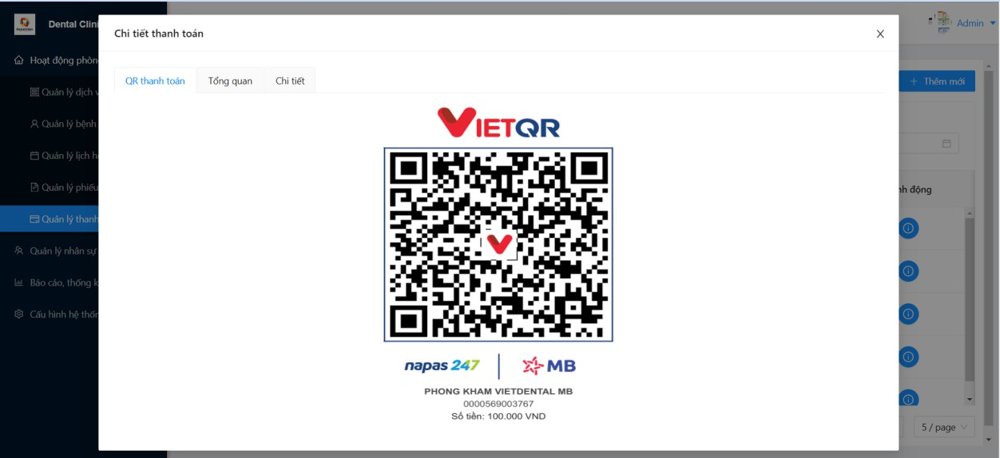 Dental Clini
Chi tiết thanh toán
Admin
Hoạt động phòn
QR thanh toán
Tổng quan
Chi tiết
+ Thêm mới
Quản lý dịch v
Quản lý bệnh
Quản lý lịch h
Quản lý phiếu
Quản lý thanh
Quản lý nhân sự
Báo cáo, thống k
Cấu hình hệ thốn
VIETQR
nh động
napas 247
MB
PHONG KHAM VIETDENTAL MB
0000569003767
Số tiền: 100.000 VND
5 / page